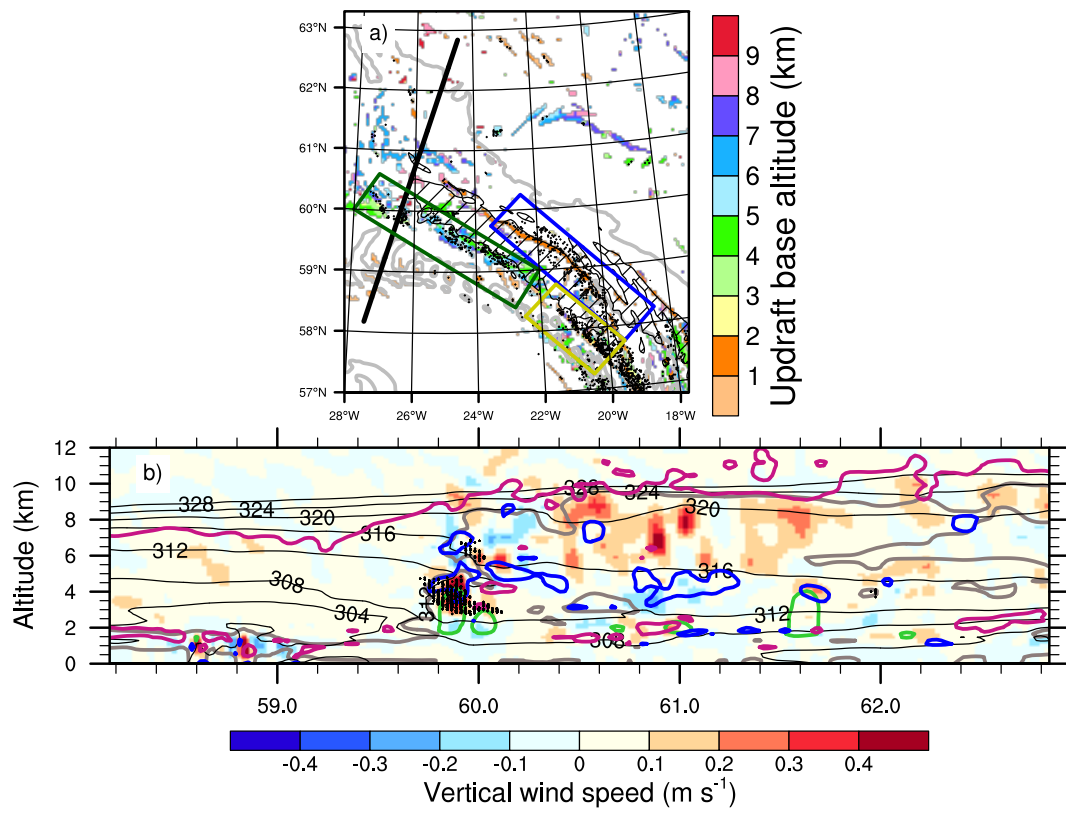 a)
63°N
62°N
61°N
60°N
59°N
58°N
57°N
28°W 26°W 24°W 22°W 20°W 18°W
9
8
7
6
5
4
3
2
1
Updraft base altitude (km)
b)
12
10
8
6
4
2
0
Altitude (km)
328 324 320 316 312 308 304 312 328 324 320 316 312 308
59.0 60.0 61.0 62.0
-0.4 -0.3 -0.2 -0.1 0 0.1 0.2 0.3 0.4
Vertical wind speed (m s⁻¹)